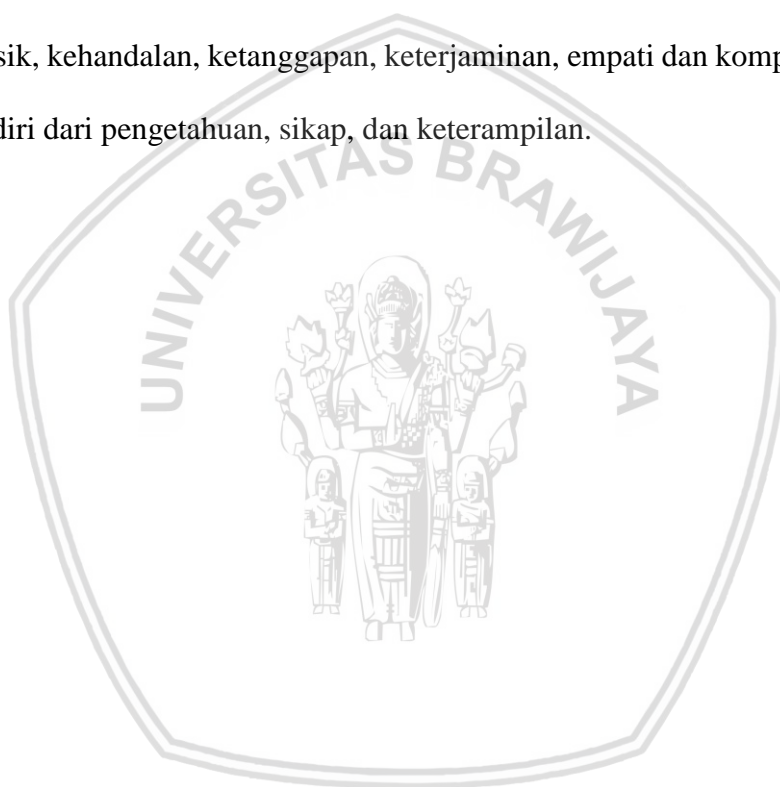 sik, kehandalan, ketanggapan, keterjaminan, empati dan komp
diri dari pengetahuan, sikap, dan keterampilan.
UNIVERSITAS BRAWIJAYA